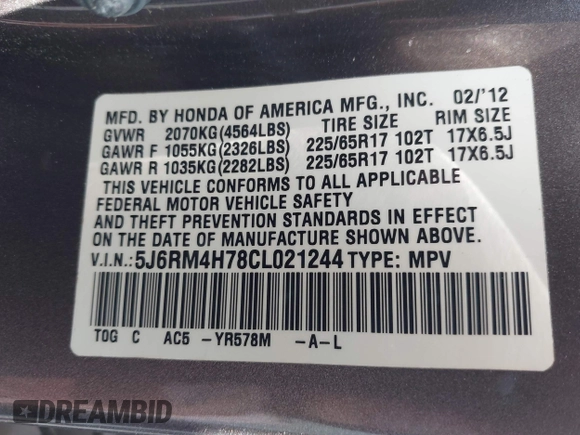 MFD. BY HONDA OF AMERICA MFG., INC. 02/'12
GVWR 2070KG(4564LBS) TIRE SIZE RIM SIZE
GAWR F 1055KG(2326LBS) 225/65R17 102T 17X6.5J
GAWR R 1035KG(2282LBS) 225/65R17 102T 17X6.5J
THIS VEHICLE CONFORMS TO ALL APPLICABLE
FEDERAL MOTOR VEHICLE SAFETY
AND THEFT PREVENTION STANDARDS IN EFFECT
ON THE DATE OF MANUFACTURE SHOWN ABOVE.
V.I.N.:5J6RM4H78CL021244 TYPE: MPV
TOG C AC5 -YR578M -A-L
DREAMBID